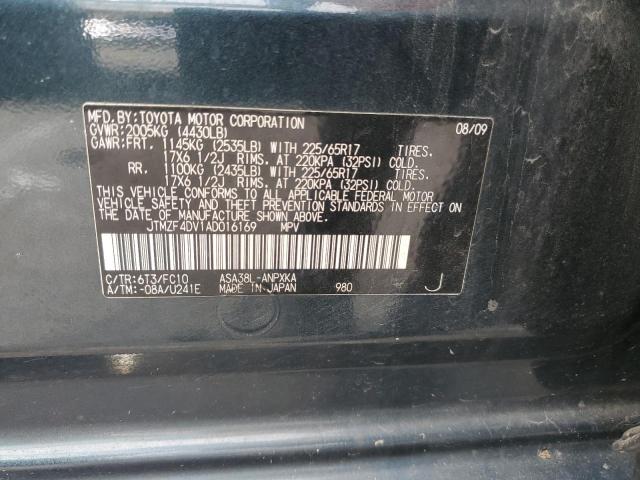 MFD.BY:TOYOTA MOTOR CORPORATION 08/09
GVWR:2005KG (4430LB)
GAWR:FRT. 1145KG (2535LB) WITH 225/65R17 TIRES.
17X6 1/2J RIMS. AT 220KPA (32PSI) COLD.
RR. 1100KG (2435LB) WITH 225/65R17 TIRES.
17X6 1/2J RIMS. AT 220KPA (32PSI) COLD.
THIS VEHICLE CONFORMS TO ALL APPLICABLE FEDERAL MOTOR
VEHICLE SAFETY AND THEFT PREVENTION STANDARDS IN EFFECT
ON THE DATE OF MANUFACTURE SHOWN ABOVE.
JTMZF4DV1AD016169 MPV
C/TR:6T3/FC10 ASA38L-ANPXKA
A/TM:-08A/U241E MADE IN JAPAN 980 J